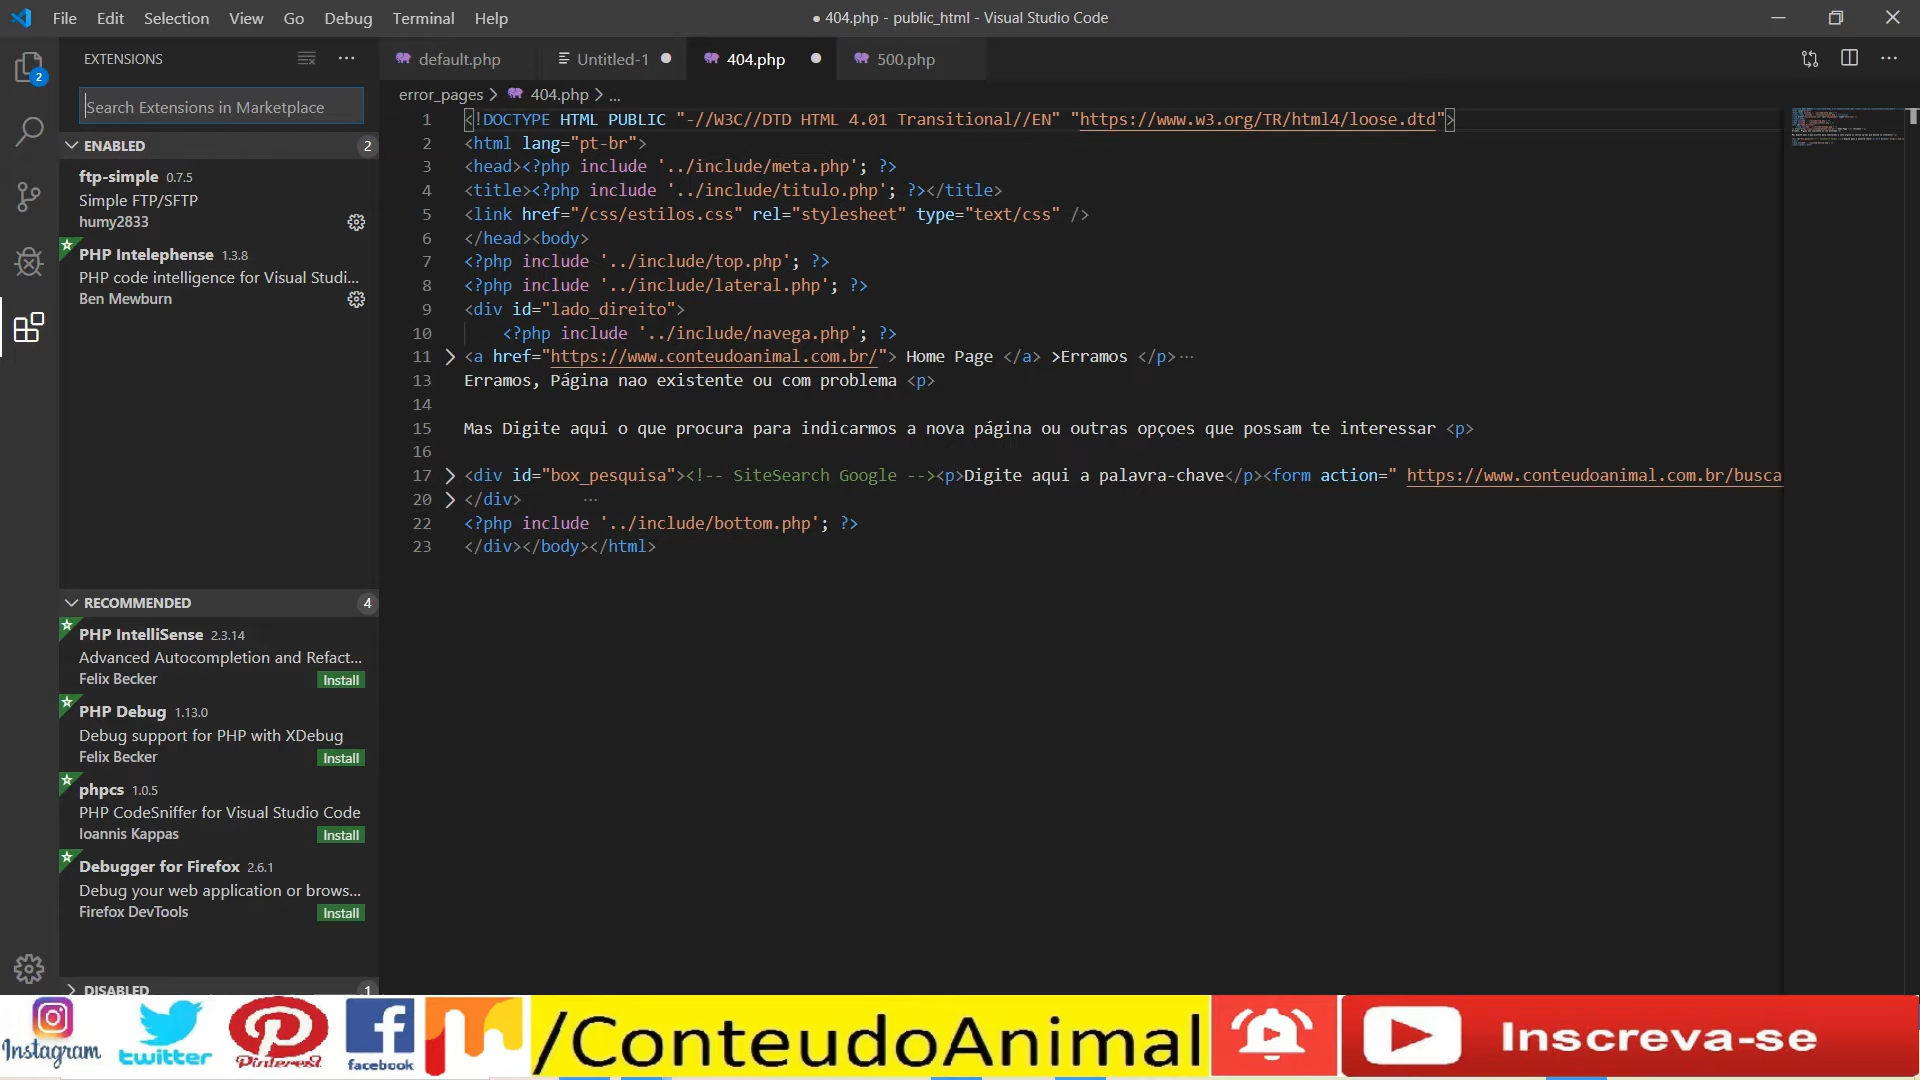 File Edit Selection View Go Debug Terminal Help
● 404.php - public_html - Visual Studio Code
EXTENSIONS
Search Extensions in Marketplace
ENABLED 2
ftp-simple 0.7.5
Simple FTP/SFTP
humy2833
PHP Intelephense 1.3.8
PHP code intelligence for Visual Studi...
Ben Mewburn
RECOMMENDED 4
PHP IntelliSense 2.3.14
Advanced Autocompletion and Refact...
Felix Becker Install
PHP Debug 1.13.0
Debug support for PHP with XDebug
Felix Becker Install
phpcs 1.0.5
PHP CodeSniffer for Visual Studio Code
Ioannis Kappas Install
Debugger for Firefox 2.6.1
Debug your web application or brows...
Firefox DevTools Install
DISABLED 1
2
default.php Untitled-1 404.php 500.php
error_pages > 404.php > ...
1 <!DOCTYPE HTML PUBLIC "-//W3C//DTD HTML 4.01 Transitional//EN" "https://www.w3.org/TR/html4/loose.dtd">
2 <html lang="pt-br">
3 <head><?php include '../include/meta.php'; ?>
4 <title><?php include '../include/titulo.php'; ?></title>
5 <link href="/css/estilos.css" rel="stylesheet" type="text/css" />
6 </head><body>
7 <?php include '../include/top.php'; ?>
8 <?php include '../include/lateral.php'; ?>
9 <div id="lado_direito">
10 <?php include '../include/navega.php'; ?>
11 <a href="https://www.conteudoanimal.com.br/"> Home Page </a> >Erramos </p>...
13 Erramos, Página nao existente ou com problema <p>
14
15 Mas Digite aqui o que procura para indicarmos a nova página ou outras opçoes que possam te interessar <p>
16
17 <div id="box_pesquisa"><!-- SiteSearch Google --><p>Digite aqui a palavra-chave</p><form action=" https://www.conteudoanimal.com.br/busca
20 </div> ...
22 <?php include '../include/bottom.php'; ?>
23 </div></body></html>
Instagram twitter Pinterest facebook /ConteudoAnimal Inscreva-se